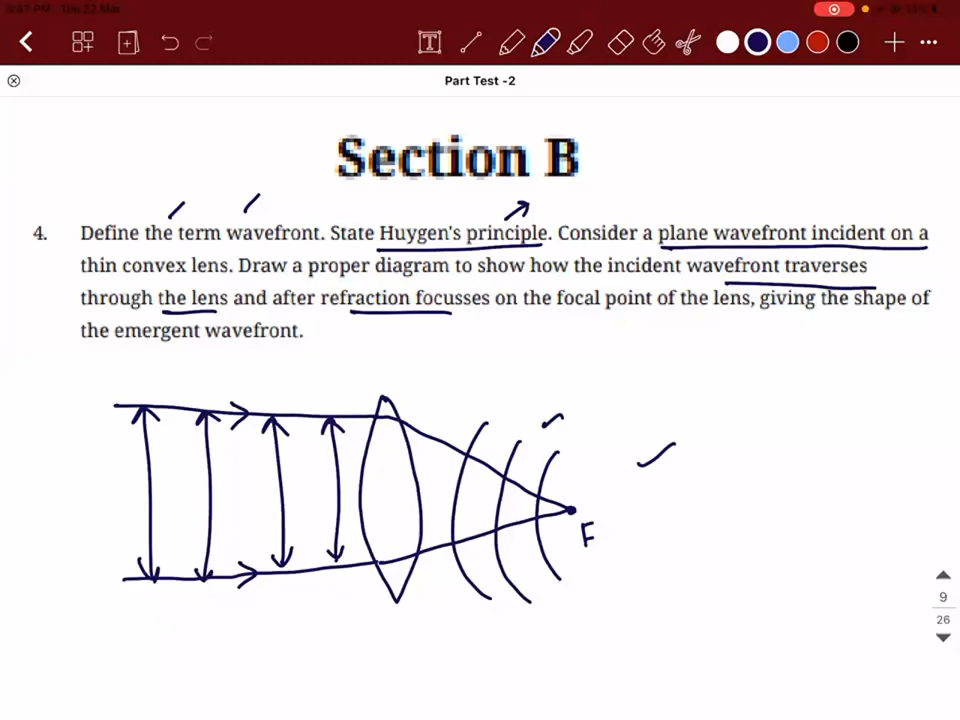 Part Test -2
Section B
4. Define the term wavefront. State Huygen's principle. Consider a plane wavefront incident on a
thin convex lens. Draw a proper diagram to show how the incident wavefront traverses
through the lens and after refraction focusses on the focal point of the lens, giving the shape of
the emergent wavefront.
F
9
26